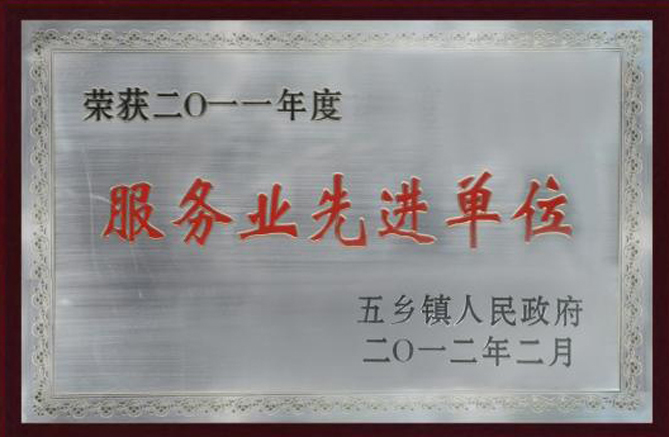 荣获二〇一一年度
服务业先进单位
五乡镇人民政府
二〇一二年二月